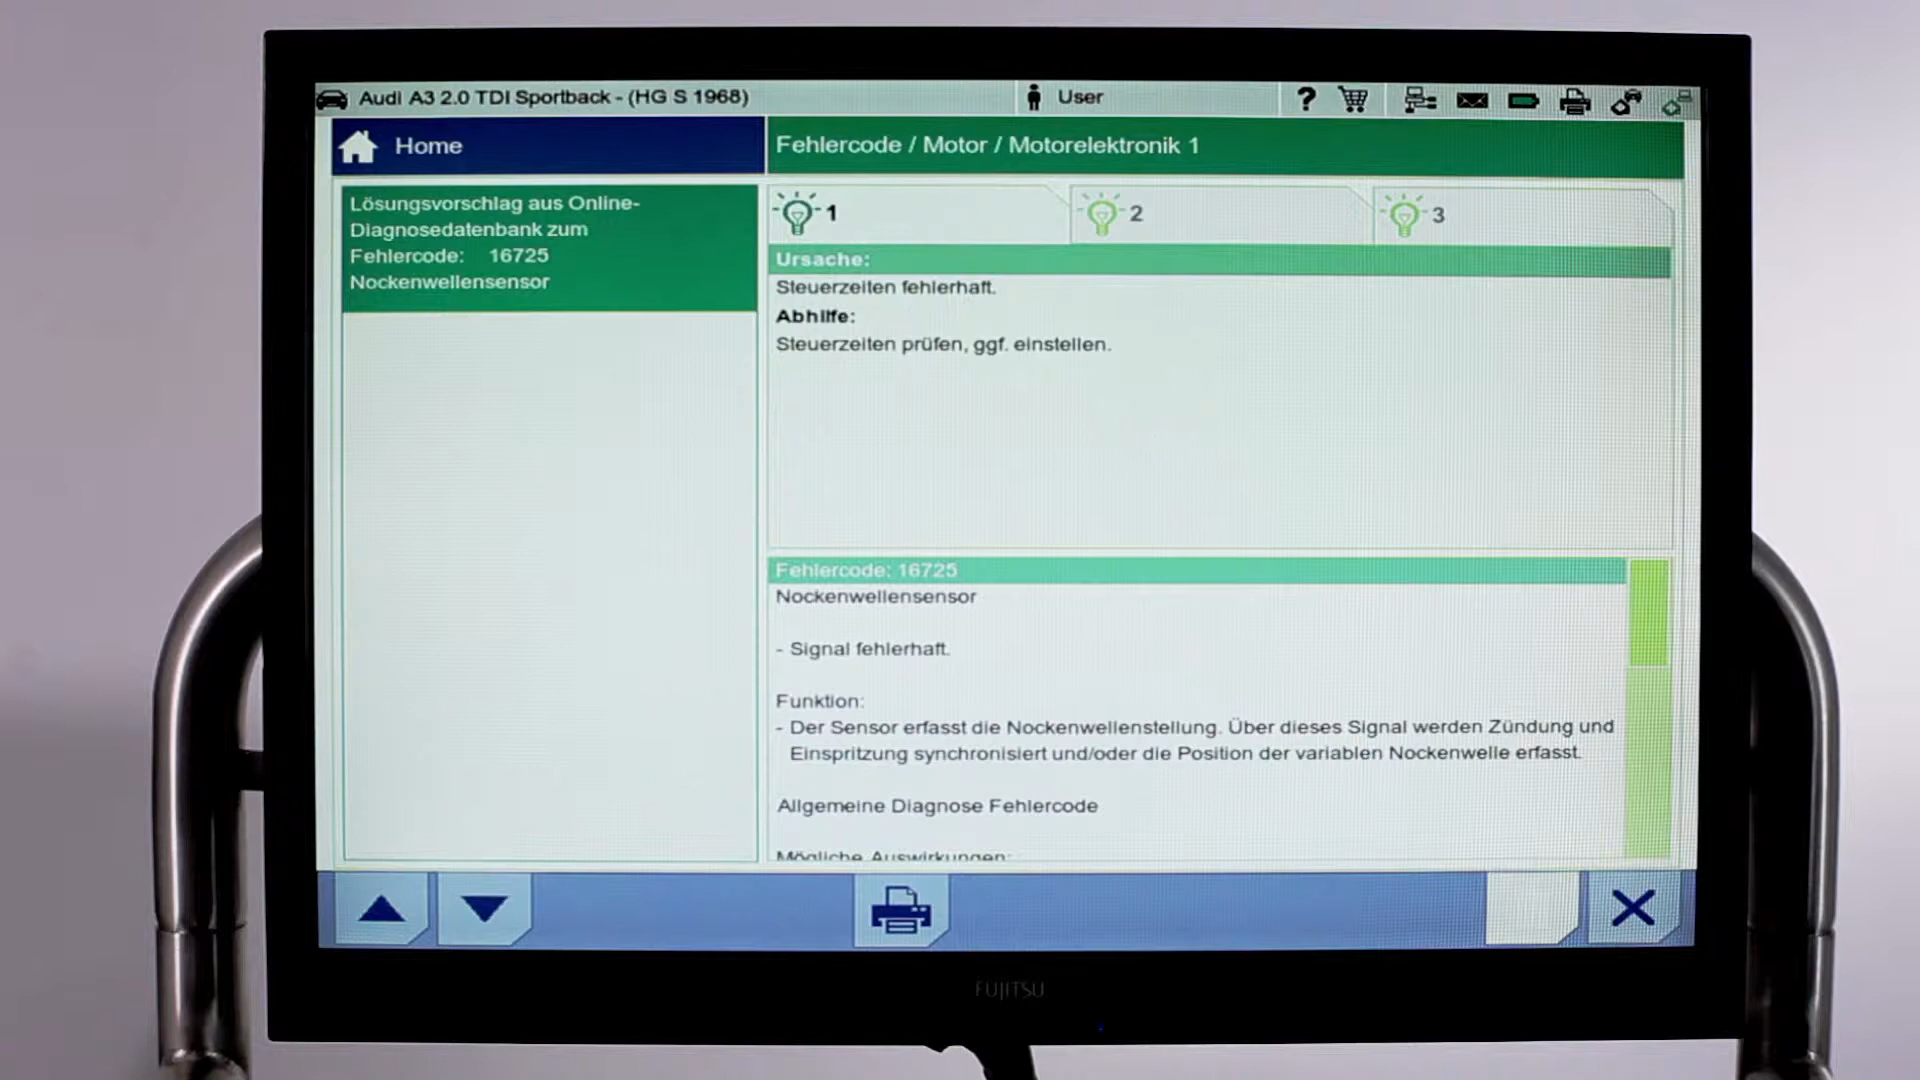 Audi A3 2.0 TDI Sportback - (HG S 1968)
User
?
Home
Fehlercode / Motor / Motorelektronik 1
Lösungsvorschlag aus Online-
Diagnosedatenbank zum
Fehlercode: 16725
Nockenwellensensor
1
2
3
Ursache:
Steuerzeiten fehlerhaft.
Abhilfe:
Steuerzeiten prüfen, ggf. einstellen.
Fehlercode: 16725
Nockenwellensensor
- Signal fehlerhaft.
Funktion:
- Der Sensor erfasst die Nockenwellenstellung. Über dieses Signal werden Zündung und
Einspritzung synchronisiert und/oder die Position der variablen Nockenwelle erfasst.
Allgemeine Diagnose Fehlercode
Mögliche Auswirkungen:
FUJITSU